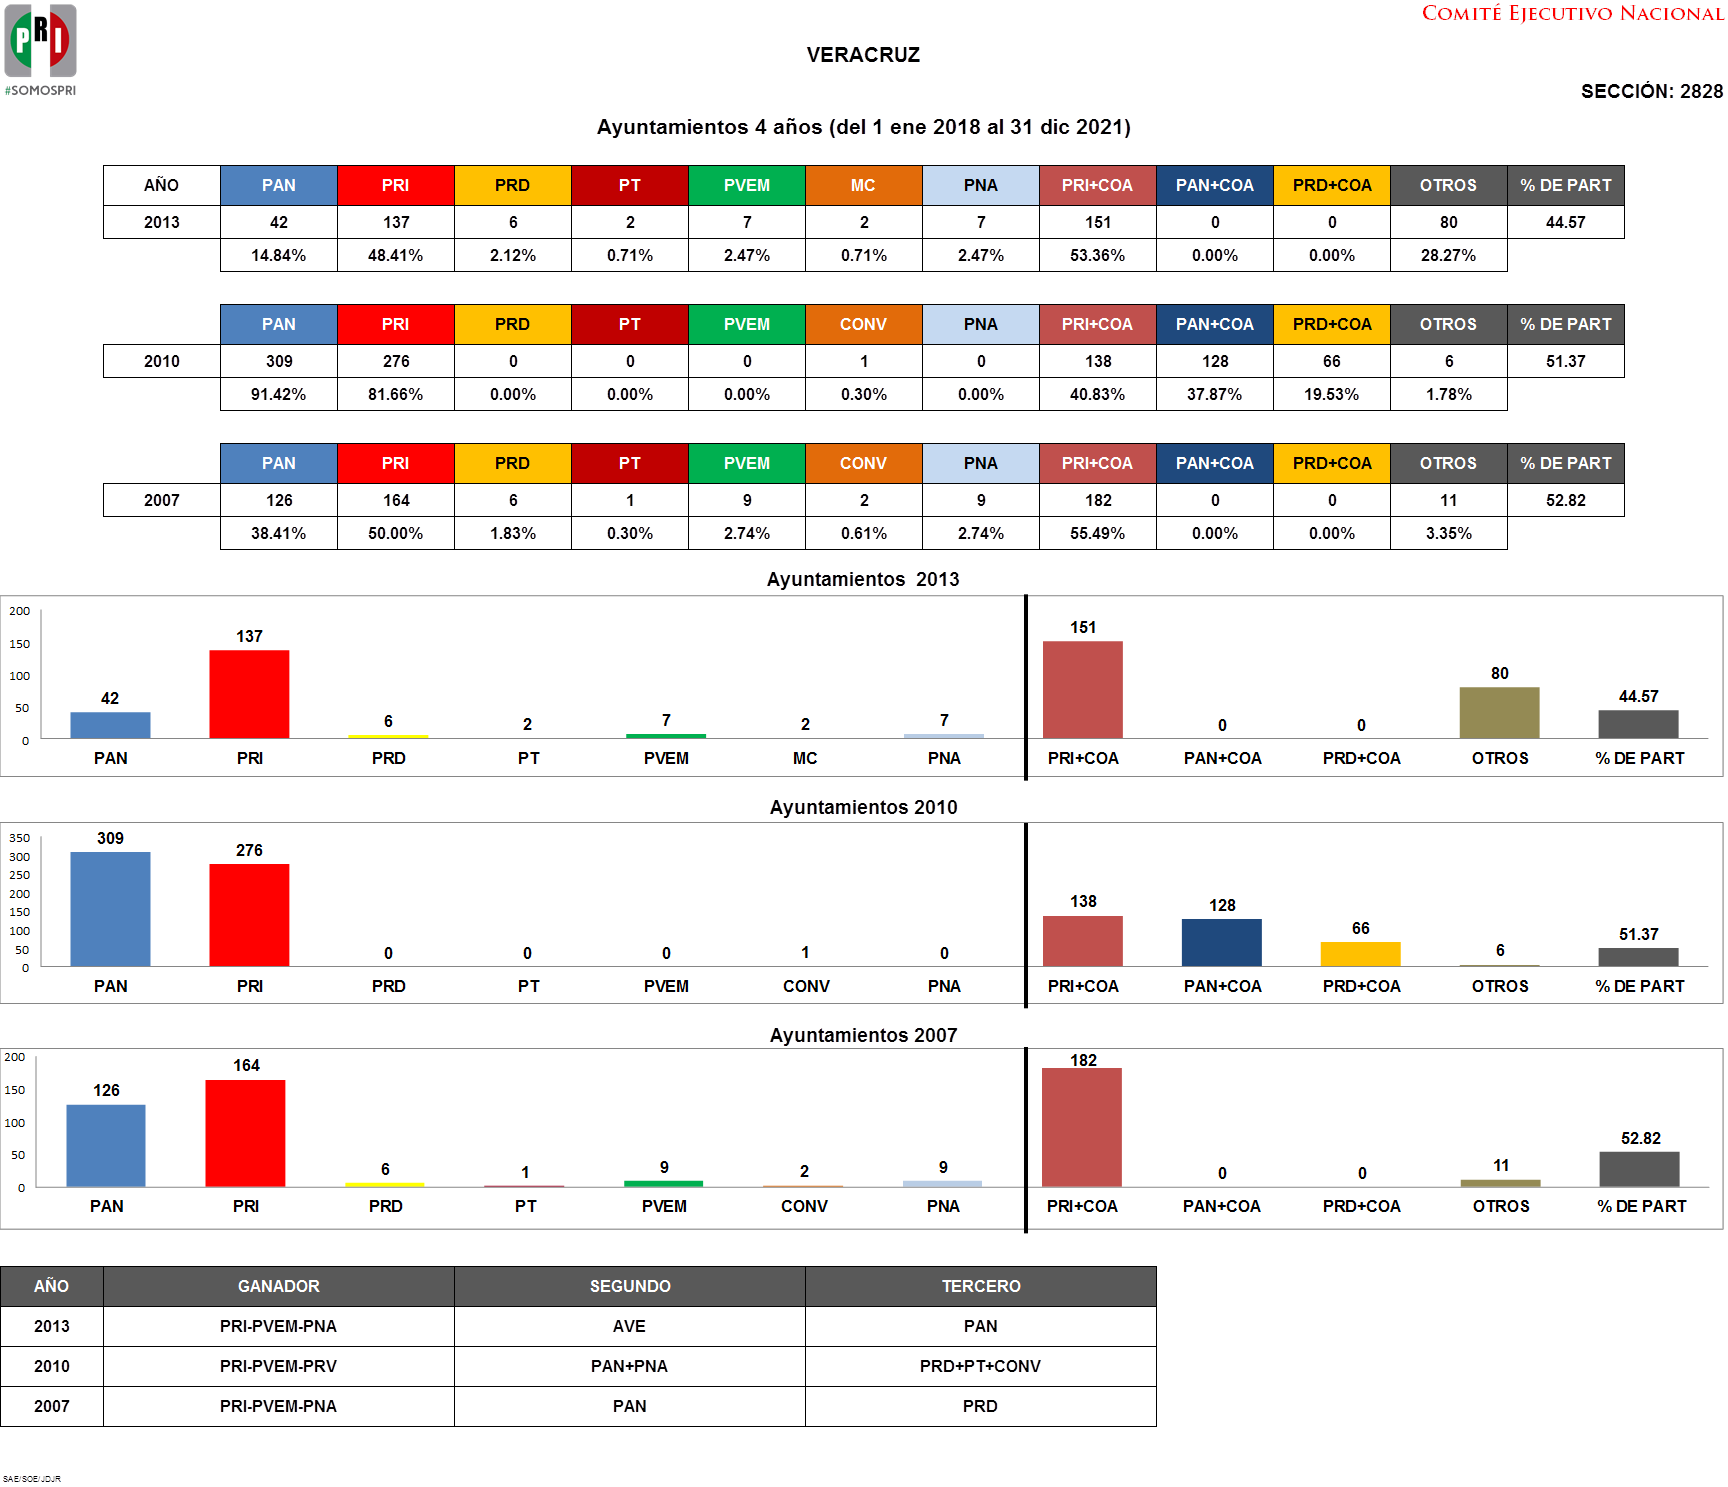 PRI
#SOMOSPRI
COMITÉ EJECUTIVO NACIONAL
VERACRUZ
SECCIÓN: 2828
Ayuntamientos 4 años (del 1 ene 2018 al 31 dic 2021)
AÑO PAN PRI PRD PT PVEM MC PNA PRI+COA PAN+COA PRD+COA OTROS % DE PART
2013 42 137 6 2 7 2 7 151 0 0 80 44.57
14.84% 48.41% 2.12% 0.71% 2.47% 0.71% 2.47% 53.36% 0.00% 0.00% 28.27%
PAN PRI PRD PT PVEM CONV PNA PRI+COA PAN+COA PRD+COA OTROS % DE PART
2010 309 276 0 0 0 1 0 138 128 66 6 51.37
91.42% 81.66% 0.00% 0.00% 0.00% 0.30% 0.00% 40.83% 37.87% 19.53% 1.78%
PAN PRI PRD PT PVEM CONV PNA PRI+COA PAN+COA PRD+COA OTROS % DE PART
2007 126 164 6 1 9 2 9 182 0 0 11 52.82
38.41% 50.00% 1.83% 0.30% 2.74% 0.61% 2.74% 55.49% 0.00% 0.00% 3.35%
Ayuntamientos 2013
200
150
100
50
0
42 137 6 2 7 2 7 151 0 0 80 44.57
PAN PRI PRD PT PVEM MC PNA PRI+COA PAN+COA PRD+COA OTROS % DE PART
Ayuntamientos 2010
350
300
250
200
150
100
50
0
309 276 0 0 0 1 0 138 128 66 6 51.37
PAN PRI PRD PT PVEM CONV PNA PRI+COA PAN+COA PRD+COA OTROS % DE PART
Ayuntamientos 2007
200
150
100
50
0
126 164 6 1 9 2 9 182 0 0 11 52.82
PAN PRI PRD PT PVEM CONV PNA PRI+COA PAN+COA PRD+COA OTROS % DE PART
AÑO GANADOR SEGUNDO TERCERO
2013 PRI-PVEM-PNA AVE PAN
2010 PRI-PVEM-PRV PAN+PNA PRD+PT+CONV
2007 PRI-PVEM-PNA PAN PRD
SAE/SOE/JDJR